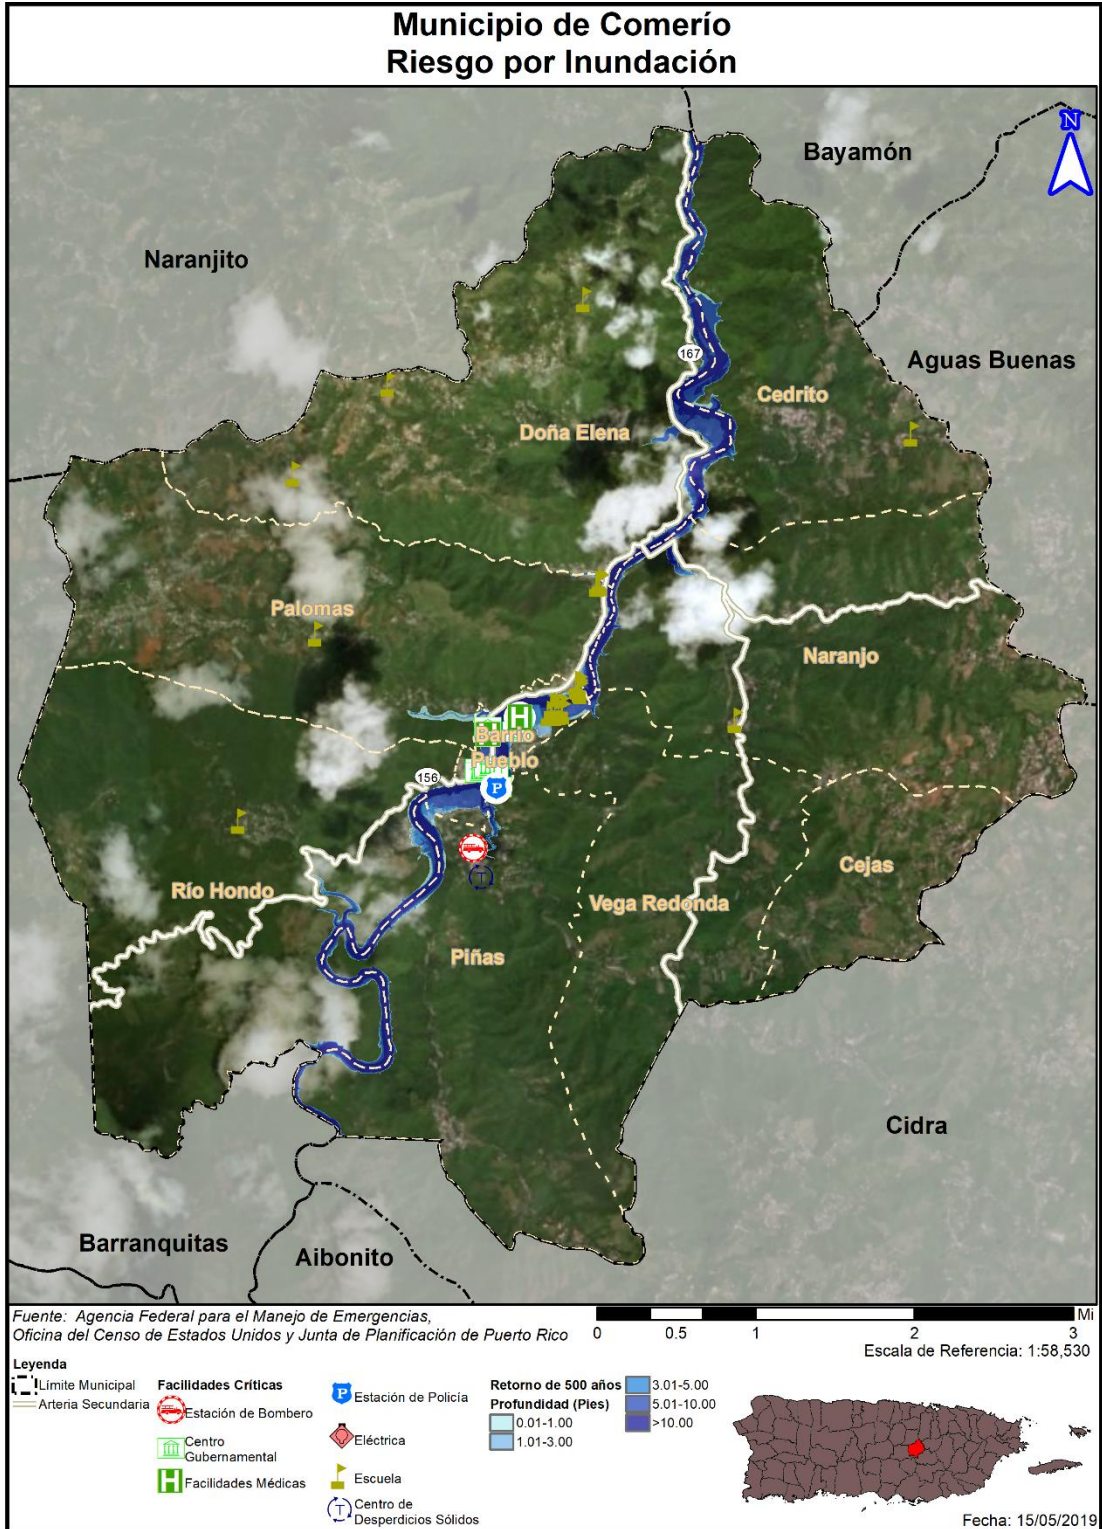 Municipio de Comerío
Riesgo por Inundación
N
Bayamón
Naranjito
Aguas Buenas
167
Cedrito
Doña Elena
Palomas
Naranjo
Barrio
Pueblo
156
P
H
H
T
Cejas
Río Hondo
Vega Redonda
Piñas
Cidra
Barranquitas
Aibonito
Fuente: Agencia Federal para el Manejo de Emergencias,
Oficina del Censo de Estados Unidos y Junta de Planificación de Puerto Rico
0 0.5 1 2 3 Mi
Escala de Referencia: 1:58,530
Leyenda
Límite Municipal
Arteria Secundaria
Facilidades Críticas
Estación de Bombero
Centro
Gubernamental
H Facilidades Médicas
P Estación de Policía
Eléctrica
Escuela
T Centro de
Desperdicios Sólidos
Retorno de 500 años
Profundidad (Pies)
0.01-1.00
1.01-3.00
3.01-5.00
5.01-10.00
>10.00
Fecha: 15/05/2019